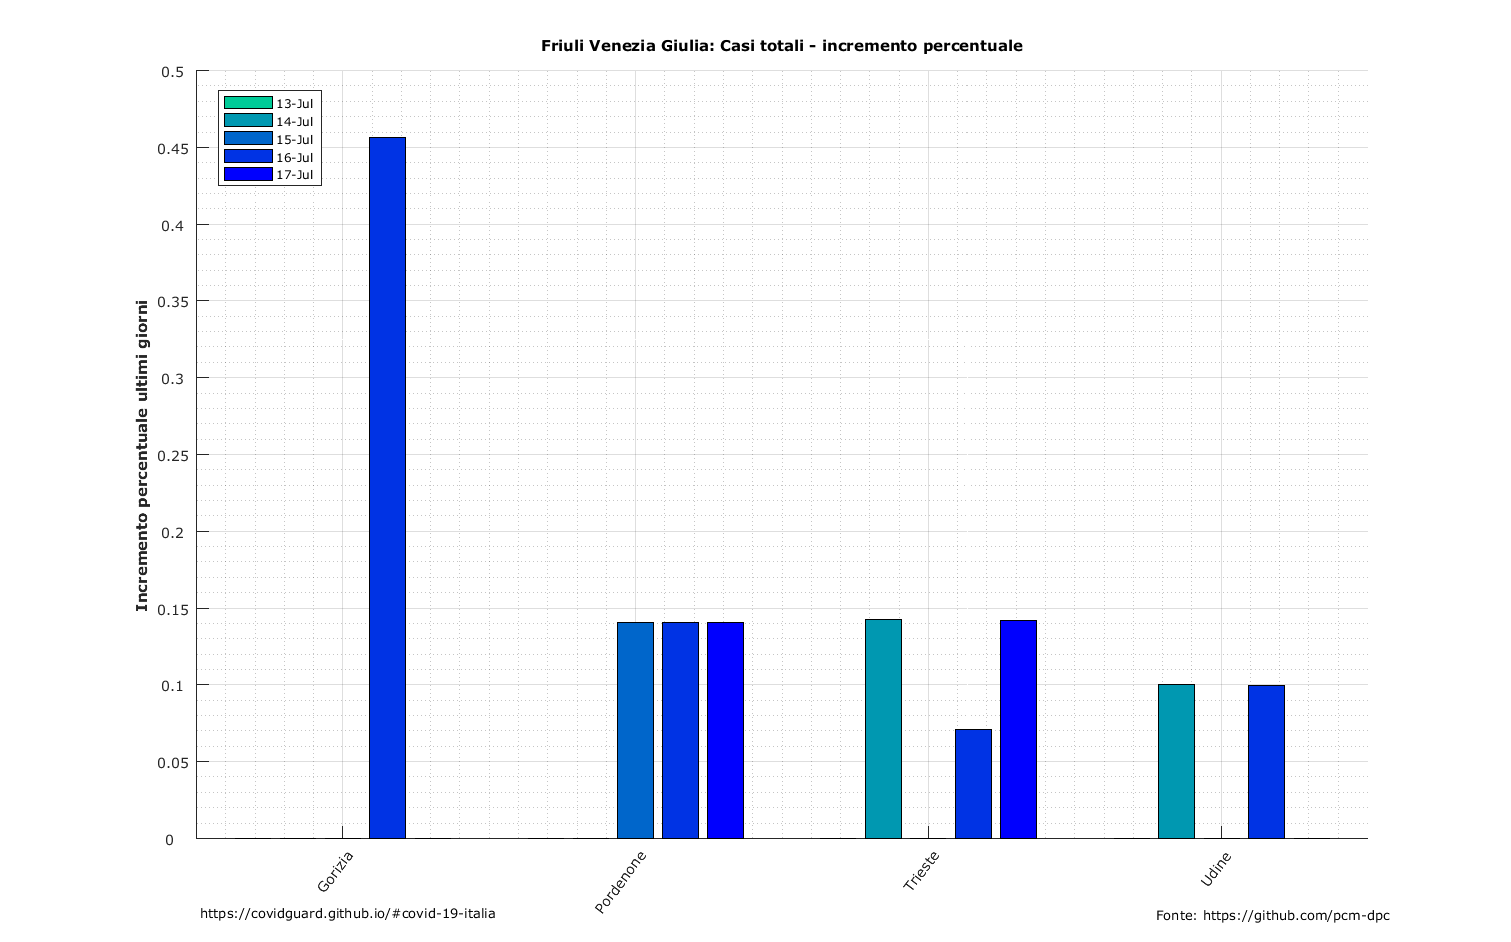 Friuli Venezia Giulia: Casi totali - incremento percentuale
0.5
0.45
0.4
0.35
0.3
0.25
0.2
0.15
0.1
0.05
0
Incremento percentuale ultimi giorni
13-Jul
14-Jul
15-Jul
16-Jul
17-Jul
Gorizia
Pordenone
Trieste
Udine
https://covidguard.github.io/#covid-19-italia
Fonte: https://github.com/pcm-dpc